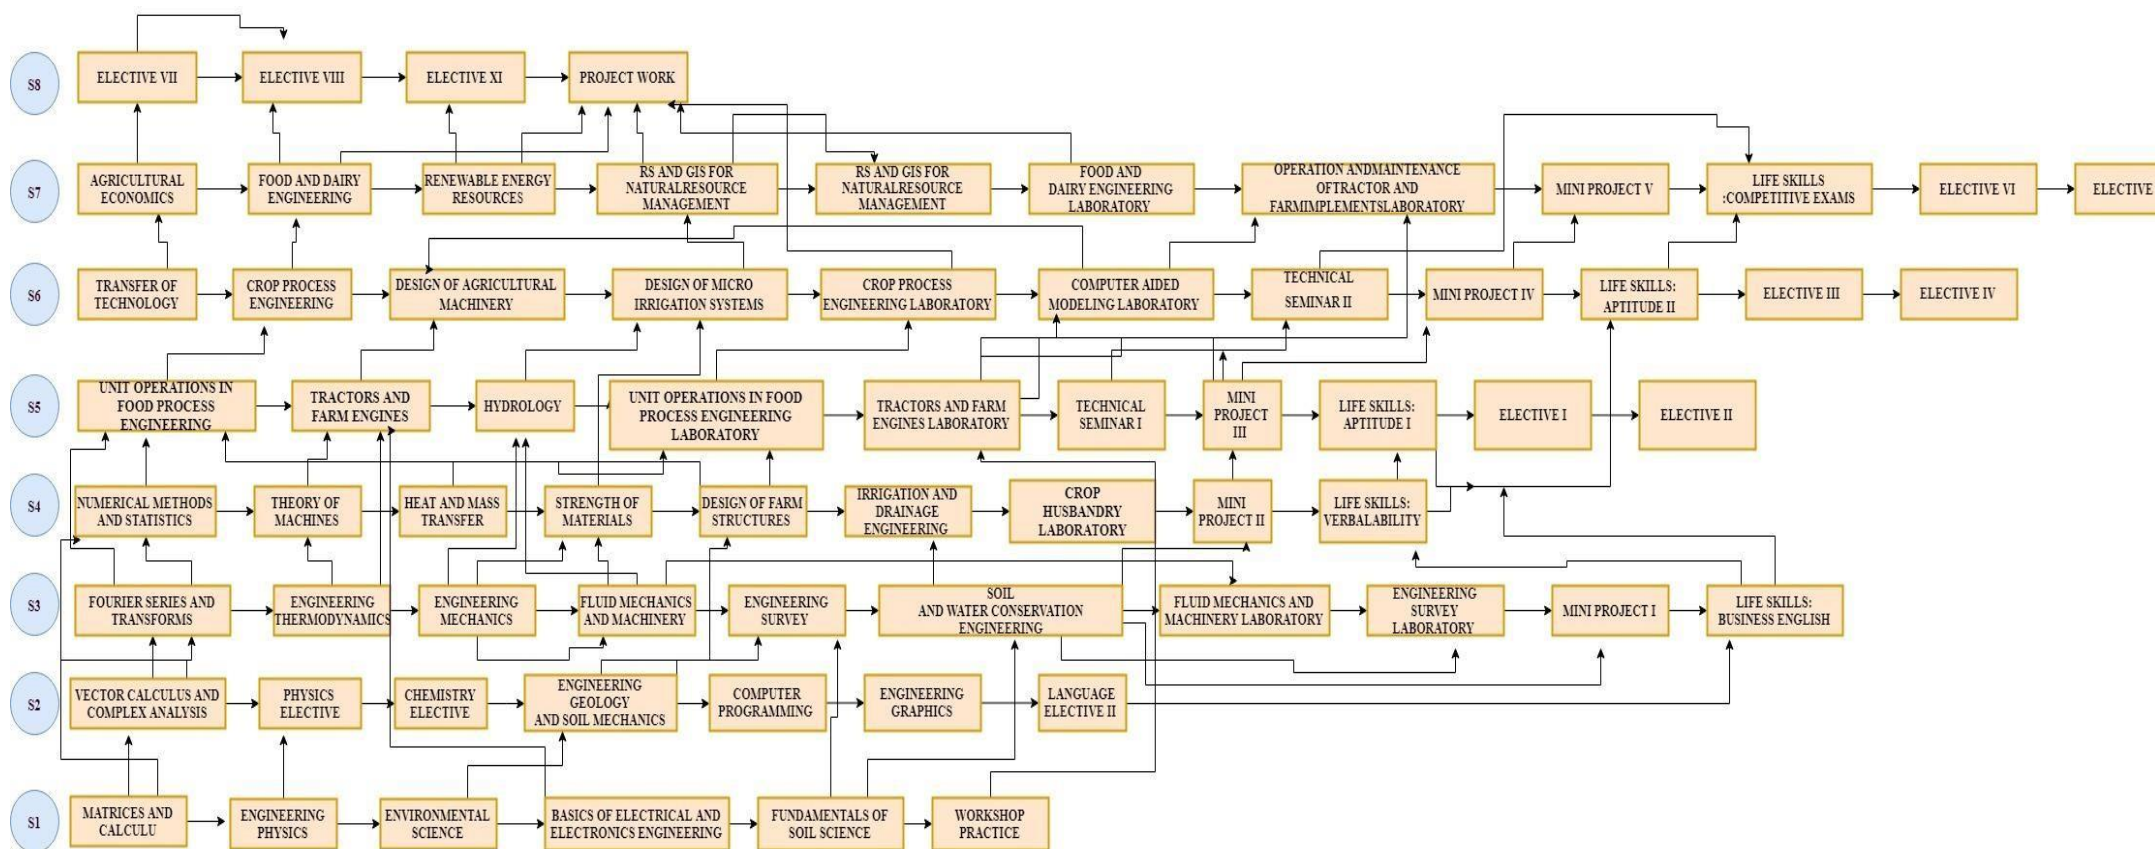 S8
ELECTIVE VII
ELECTIVE VIII
ELECTIVE XI
PROJECT WORK
S7
AGRICULTURAL
ECONOMICS
FOOD AND DAIRY
ENGINEERING
RENEWABLE ENERGY
RESOURCES
RS AND GIS FOR
NATURALRESOURCE
MANAGEMENT
RS AND GIS FOR
NATURALRESOURCE
MANAGEMENT
FOOD AND
DAIRY ENGINEERING
LABORATORY
OPERATION ANDMAINTENANCE
OFTRACTOR AND
FARMIMPLEMENTSLABORATORY
MINI PROJECT V
LIFE SKILLS
:COMPETITIVE EXAMS
ELECTIVE VI
ELECTIVE
S6
TRANSFER OF
TECHNOLOGY
CROP PROCESS
ENGINEERING
DESIGN OF AGRICULTURAL
MACHINERY
DESIGN OF MICRO
IRRIGATION SYSTEMS
CROP PROCESS
ENGINEERING LABORATORY
COMPUTER AIDED
MODELING LABORATORY
TECHNICAL
SEMINAR II
MINI PROJECT IV
LIFE SKILLS:
APTITUDE II
ELECTIVE III
ELECTIVE IV
S5
UNIT OPERATIONS IN
FOOD PROCESS
ENGINEERING
TRACTORS AND
FARM ENGINES
HYDROLOGY
UNIT OPERATIONS IN FOOD
PROCESS ENGINEERING
LABORATORY
TRACTORS AND FARM
ENGINES LABORATORY
TECHNICAL
SEMINAR I
MINI
PROJECT
III
LIFE SKILLS:
APTITUDE I
ELECTIVE I
ELECTIVE II
S4
NUMERICAL METHODS
AND STATISTICS
THEORY OF
MACHINES
HEAT AND MASS
TRANSFER
STRENGTH OF
MATERIALS
DESIGN OF FARM
STRUCTURES
IRRIGATION AND
DRAINAGE
ENGINEERING
CROP
HUSBANDRY
LABORATORY
MINI
PROJECT II
LIFE SKILLS:
VERBALABILITY
S3
FOURIER SERIES AND
TRANSFORMS
ENGINEERING
THERMODYNAMICS
ENGINEERING
MECHANICS
FLUID MECHANICS
AND MACHINERY
ENGINEERING
SURVEY
SOIL
AND WATER CONSERVATION
ENGINEERING
FLUID MECHANICS AND
MACHINERY LABORATORY
ENGINEERING
SURVEY
LABORATORY
MINI PROJECT I
LIFE SKILLS:
BUSINESS ENGLISH
S2
VECTOR CALCULUS AND
COMPLEX ANALYSIS
PHYSICS
ELECTIVE
CHEMISTRY
ELECTIVE
ENGINEERING
GEOLOGY
AND SOIL MECHANICS
COMPUTER
PROGRAMMING
ENGINEERING
GRAPHICS
LANGUAGE
ELECTIVE II
S1
MATRICES AND
CALCULU
ENGINEERING
PHYSICS
ENVIRONMENTAL
SCIENCE
BASICS OF ELECTRICAL AND
ELECTRONICS ENGINEERING
FUNDAMENTALS OF
SOIL SCIENCE
WORKSHOP
PRACTICE